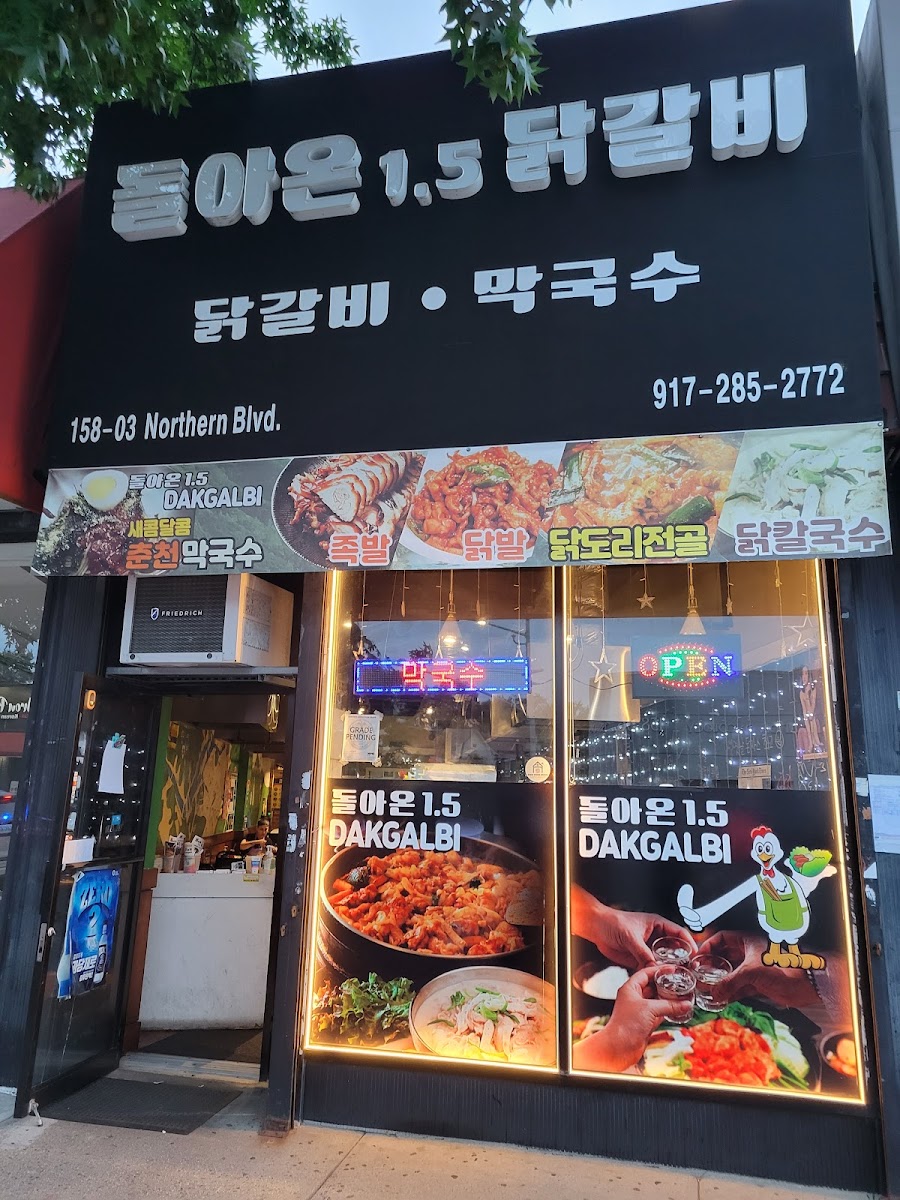 돌아온 1.5 닭갈비
닭갈비 • 막국수
158-03 Northern Blvd.
917-285-2772
돌아온 1.5
DAKGALBI
새콤달콤
춘천막국수
족발
닭발
닭도리전골
닭칼국수
FRIEDRICH
막국수
OPEN
GRADE
PENDING
돌아온 1.5
DAKGALBI
돌아온 1.5
DAKGALBI